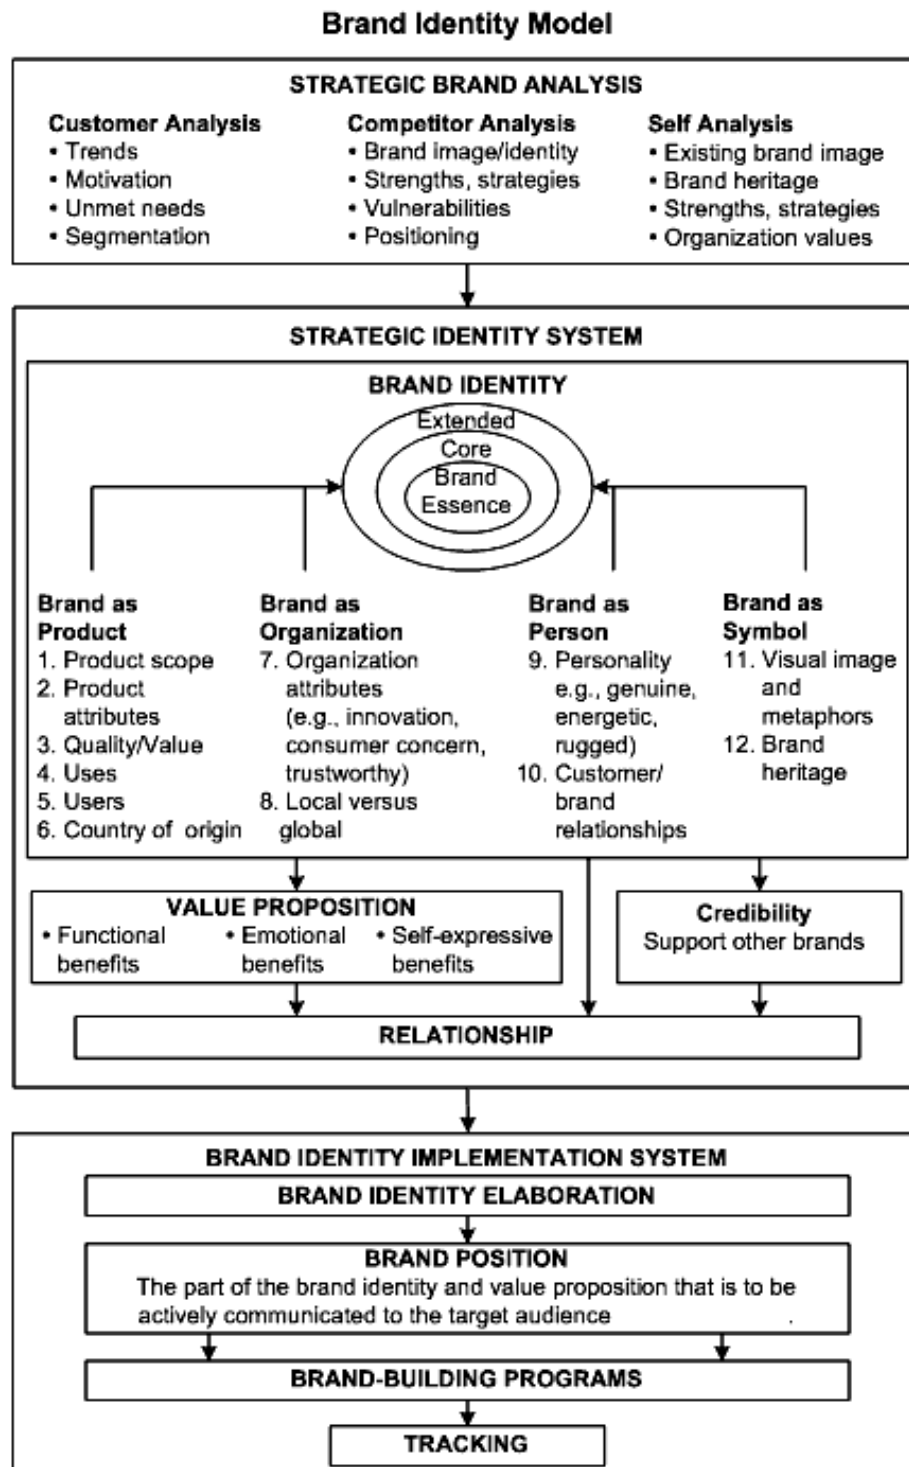 Brand Identity Model
STRATEGIC BRAND ANALYSIS
Customer Analysis
• Trends
• Motivation
• Unmet needs
• Segmentation
Competitor Analysis
• Brand image/identity
• Strengths, strategies
• Vulnerabilities
• Positioning
Self Analysis
• Existing brand image
• Brand heritage
• Strengths, strategies
• Organization values
STRATEGIC IDENTITY SYSTEM
BRAND IDENTITY
Extended
Core
Brand
Essence
Brand as
Product
1. Product scope
2. Product
attributes
3. Quality/Value
4. Uses
5. Users
6. Country of origin
Brand as
Organization
7. Organization
attributes
(e.g., innovation,
consumer concern,
trustworthy)
8. Local versus
global
Brand as
Person
9. Personality
e.g., genuine,
energetic,
rugged)
10. Customer/
brand
relationships
Brand as
Symbol
11. Visual image
and
metaphors
12. Brand
heritage
VALUE PROPOSITION
• Functional
benefits
• Emotional
benefits
• Self-expressive
benefits
Credibility
Support other brands
RELATIONSHIP
BRAND IDENTITY IMPLEMENTATION SYSTEM
BRAND IDENTITY ELABORATION
BRAND POSITION
The part of the brand identity and value proposition that is to be
actively communicated to the target audience .
BRAND-BUILDING PROGRAMS
TRACKING